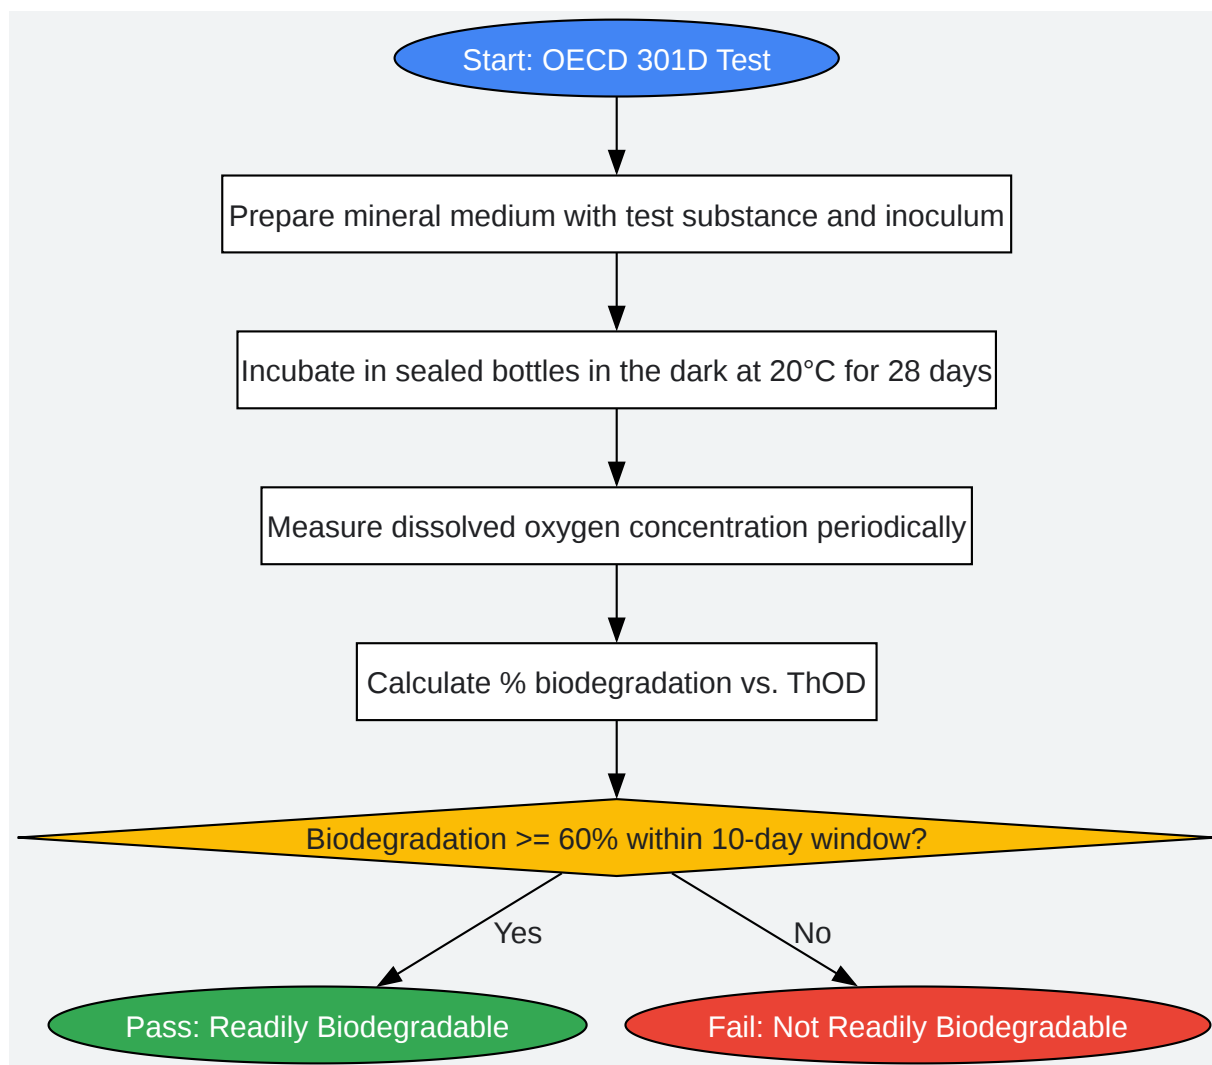 Start: OECD 301D Test
Prepare mineral medium with test substance and inoculum
Incubate in sealed bottles in the dark at 20°C for 28 days
Measure dissolved oxygen concentration periodically
Calculate % biodegradation vs. ThOD
Biodegradation >= 60% within 10-day window?
Yes
No
Pass: Readily Biodegradable
Fail: Not Readily Biodegradable